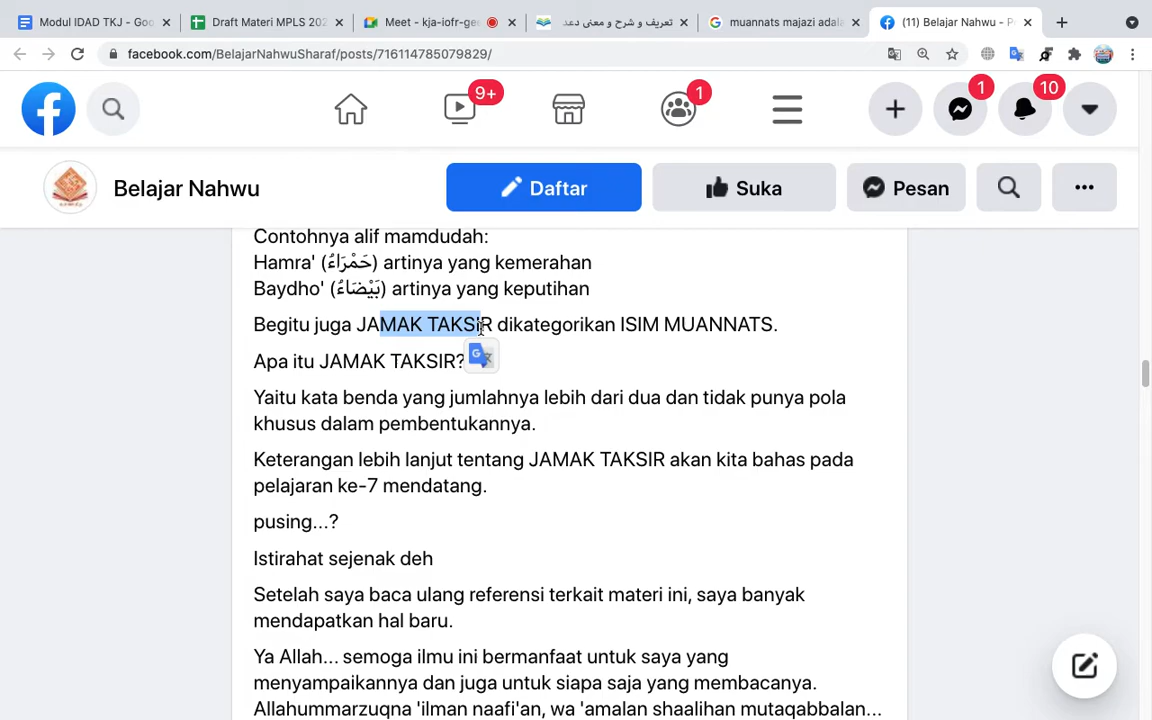 Modul IDAD TKJ - Goo
Draft Materi MPLS 202
Meet - kja-iofr-geu
تعريف و شرح و معنى دعد
muannats majazi adala
(11) Belajar Nahwu - P
facebook.com/BelajarNahwuSharaf/posts/716114785079829/
9+
1
1
10
Belajar Nahwu
Daftar
Suka
Pesan
Contohnya alif mamdudah:
Hamra' (حَمْرَاءُ) artinya yang kemerahan
Baydho' (بَيْضَاءُ) artinya yang keputihan
Begitu juga JAMAK TAKSIR dikategorikan ISIM MUANNATS.
Apa itu JAMAK TAKSIR?
Yaitu kata benda yang jumlahnya lebih dari dua dan tidak punya pola
khusus dalam pembentukannya.
Keterangan lebih lanjut tentang JAMAK TAKSIR akan kita bahas pada
pelajaran ke-7 mendatang.
pusing...?
Istirahat sejenak deh
Setelah saya baca ulang referensi terkait materi ini, saya banyak
mendapatkan hal baru.
Ya Allah... semoga ilmu ini bermanfaat untuk saya yang
menyampaikannya dan juga untuk siapa saja yang membacanya.
Allahummarzuqna 'ilman naafi'an, wa 'amalan shaalihan mutaqabbalan...